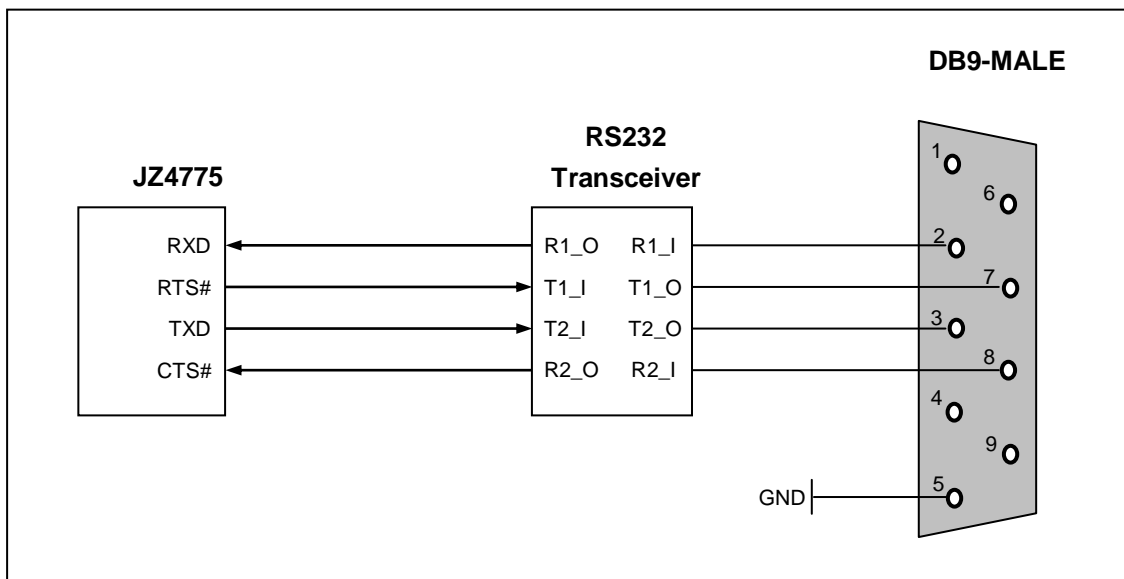 DB9-MALE
RS232
Transceiver
JZ4775
RXD
RTS#
TXD
CTS#
R1_O R1_I
T1_I T1_O
T2_I T2_O
R2_O R2_I
1
6
2
7
3
8
4
9
5
GND